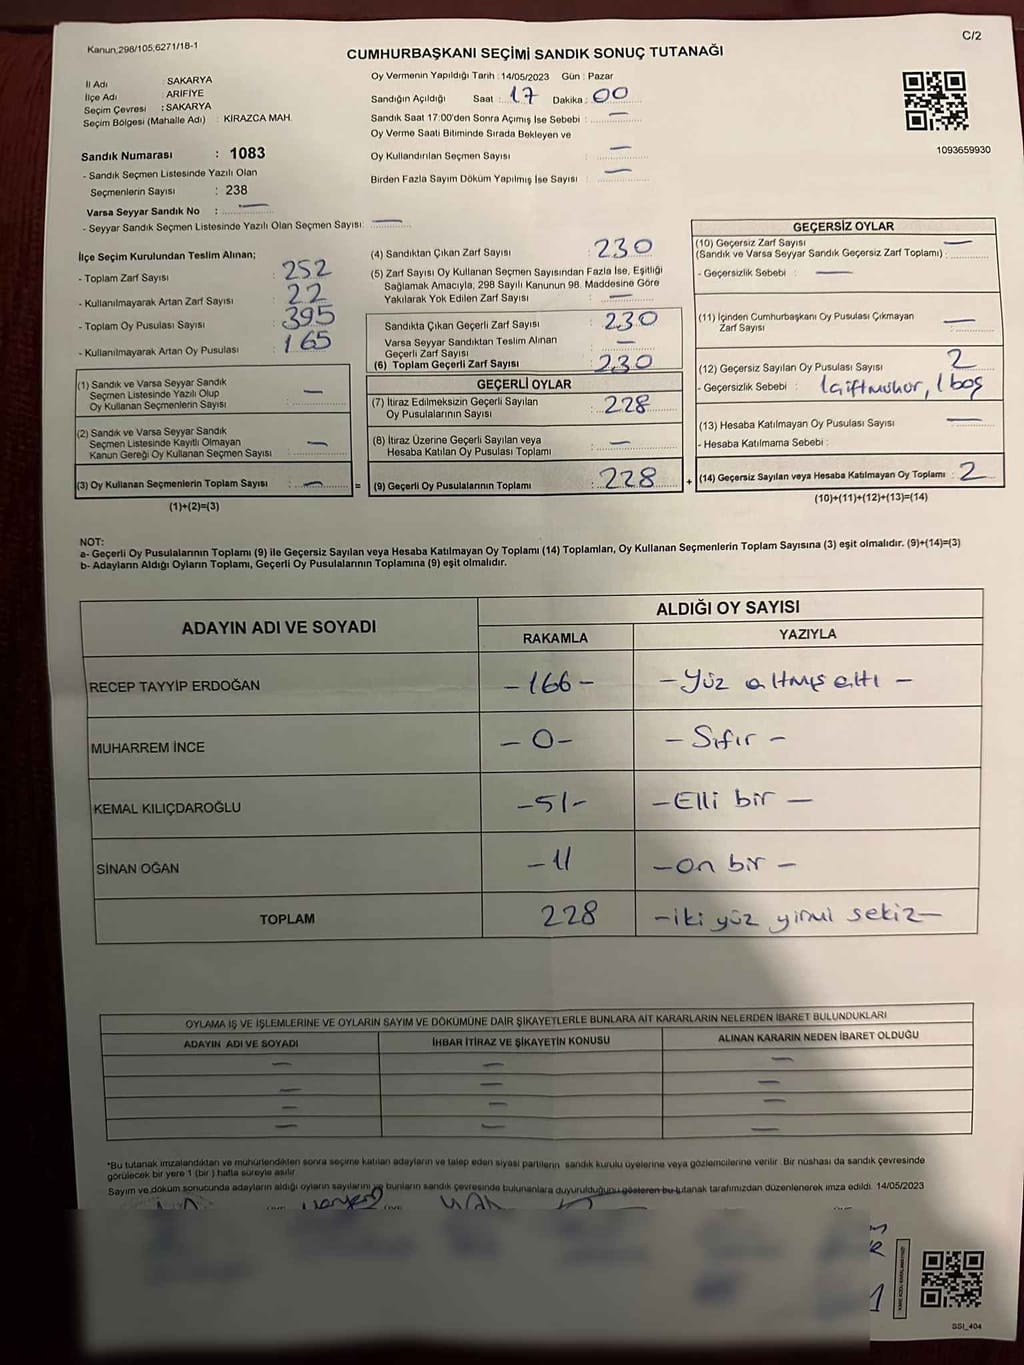 Kanun,298/105,6271/18-1
C/2
CUMHURBAŞKANI SEÇİMİ SANDIK SONUÇ TUTANAĞI
İl Adı : SAKARYA
İlçe Adı : ARİFİYE
Seçim Çevresi : SAKARYA
Seçim Bölgesi (Mahalle Adı) : KİRAZCA MAH.
Sandık Numarası : 1083
- Sandık Seçmen Listesinde Yazılı Olan
Seçmenlerin Sayısı : 238
Varsa Seyyar Sandık No : —
- Seyyar Sandık Seçmen Listesinde Yazılı Olan Seçmen Sayısı: —
Oy Vermenin Yapıldığı Tarih : 14/05/2023 Gün : Pazar
Sandığın Açıldığı Saat : 17 Dakika : 00
Sandık Saat 17:00'den Sonra Açımış İse Sebebi : —
Oy Verme Saati Bitiminde Sırada Bekleyen ve
Oy Kullandırılan Seçmen Sayısı : —
Birden Fazla Sayım Döküm Yapılmış İse Sayısı : —
1093659930
İlçe Seçim Kurulundan Teslim Alınan;
- Toplam Zarf Sayısı : 252
- Kullanılmayarak Artan Zarf Sayısı : 22
- Toplam Oy Pusulası Sayısı : 395
- Kullanılmayarak Artan Oy Pusulası : 165
(1) Sandık ve Varsa Seyyar Sandık
Seçmen Listesinde Yazılı Olup
Oy Kullanan Seçmenlerin Sayısı : —
(2) Sandık ve Varsa Seyyar Sandık
Seçmen Listesinde Kayıtlı Olmayan
Kanun Gereği Oy Kullanan Seçmen Sayısı : —
(3) Oy Kullanan Seçmenlerin Toplam Sayısı : — =
(1)+(2)=(3)
(4) Sandıktan Çıkan Zarf Sayısı : 230
(5) Zarf Sayısı Oy Kullanan Seçmen Sayısından Fazla İse, Eşitliği
Sağlamak Amacıyla; 298 Sayılı Kanunun 98. Maddesine Göre
Yakılarak Yok Edilen Zarf Sayısı : —
Sandıkta Çıkan Geçerli Zarf Sayısı : 230
Varsa Seyyar Sandıktan Teslim Alınan
Geçerli Zarf Sayısı : —
(6) Toplam Geçerli Zarf Sayısı : 230
GEÇERLİ OYLAR
(7) İtiraz Edilmeksizin Geçerli Sayılan
Oy Pusulalarının Sayısı : 228
(8) İtiraz Üzerine Geçerli Sayılan veya
Hesaba Katılan Oy Pusulası Toplamı : —
(9) Geçerli Oy Pusulalarının Toplamı : 228 +
GEÇERSİZ OYLAR
(10) Geçersiz Zarf Sayısı —
(Sandık ve Varsa Seyyar Sandık Geçersiz Zarf Toplamı) :
- Geçersizlik Sebebi : —
(11) İçinden Cumhurbaşkanı Oy Pusulası Çıkmayan
Zarf Sayısı : —
(12) Geçersiz Sayılan Oy Pusulası Sayısı : 2
- Geçersizlik Sebebi : 1 çift mühür, 1 boş
(13) Hesaba Katılmayan Oy Pusulası Sayısı : —
- Hesaba Katılmama Sebebi :
(14) Geçersiz Sayılan veya Hesaba Katılmayan Oy Toplamı : 2
(10)+(11)+(12)+(13)=(14)
NOT:
a- Geçerli Oy Pusulalarının Toplamı (9) ile Geçersiz Sayılan veya Hesaba Katılmayan Oy Toplamı (14) Toplamları, Oy Kullanan Seçmenlerin Toplam Sayısına (3) eşit olmalıdır. (9)+(14)=(3)
b- Adayların Aldığı Oyların Toplamı, Geçerli Oy Pusulalarının Toplamına (9) eşit olmalıdır.
ADAYIN ADI VE SOYADI
ALDIĞI OY SAYISI
RAKAMLA YAZIYLA
RECEP TAYYİP ERDOĞAN -166- -Yüz altmış altı -
MUHARREM İNCE -0- -Sıfır -
KEMAL KILIÇDAROĞLU -51- -Elli bir -
SİNAN OĞAN -11 -on bir -
TOPLAM 228 -iki yüz yirmi sekiz-
OYLAMA İŞ VE İŞLEMLERİNE VE OYLARIN SAYIM VE DÖKÜMÜNE DAİR ŞİKAYETLERLE BUNLARA AİT KARARLARIN NELERDEN İBARET BULUNDUKLARI
ADAYIN ADI VE SOYADI İHBAR İTİRAZ VE ŞİKAYETİN KONUSU ALINAN KARARIN NEDEN İBARET OLDUĞU
— — —
— — —
— — —
— — —
*Bu tutanak imzalandıktan ve mühürlendikten sonra seçime katılan adayların ve talep eden siyasi partilerin sandık kurulu üyelerine veya gözlemcilerine verilir. Bir nüshası da sandık çevresinde
görülecek bir yere 1 (bir) hafta süreyle asılır.
Sayım ve döküm sonucunda adayların aldığı oyların sayılarını ve bunların sandık çevresinde bulunanlara duyurulduğunu gösteren bu tutanak tarafımızdan düzenlenerek imza edildi. 14/05/2023
SSI_404